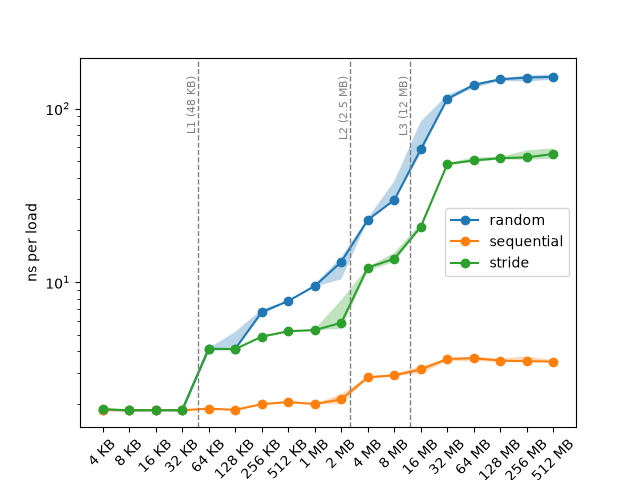 L1 (48 KB)
L2 (2.5 MB)
L3 (12 MB)
10²
10¹
ns per load
random
sequential
stride
4 KB
8 KB
16 KB
32 KB
64 KB
128 KB
256 KB
512 KB
1 MB
2 MB
4 MB
8 MB
16 MB
32 MB
64 MB
128 MB
256 MB
512 MB